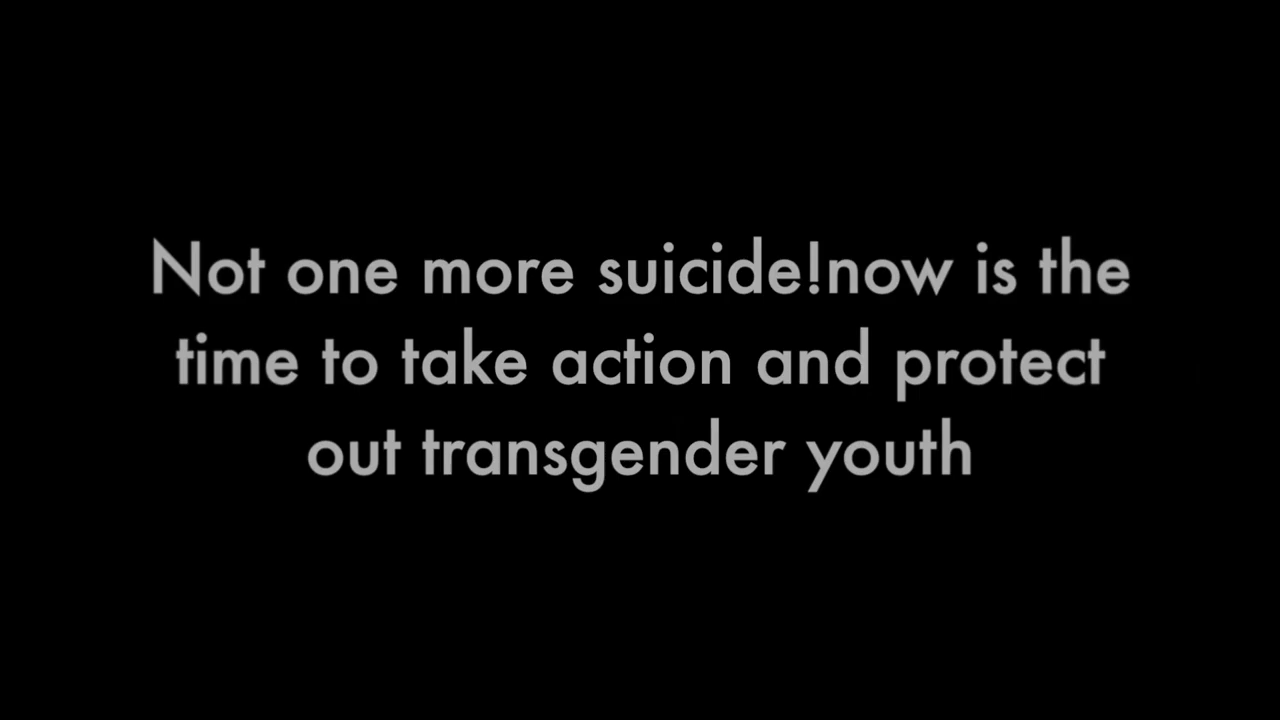 Not one more suicide!now is the
time to take action and protect
out transgender youth